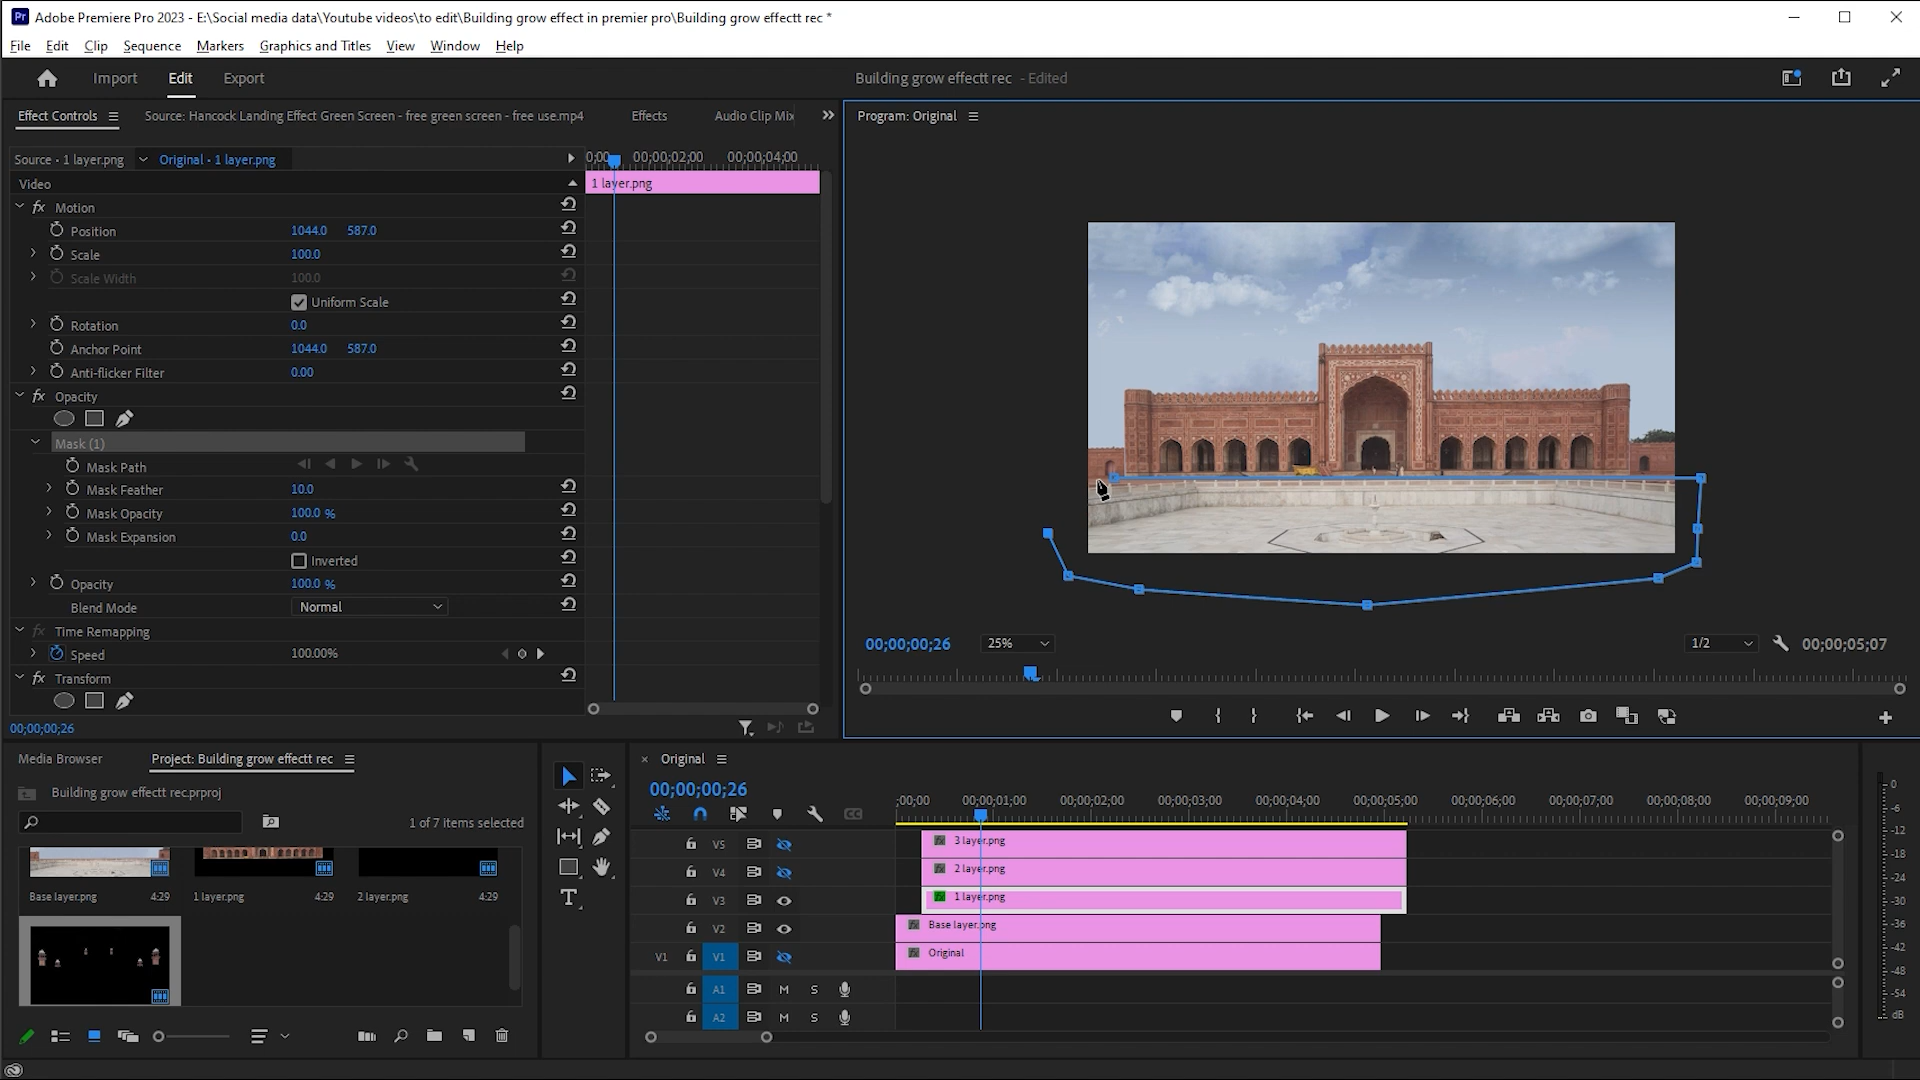 Pr Adobe Premiere Pro 2023 - E:\Social media data\Youtube videos\to edit\Building grow effect in premier pro\Building grow effectt rec *
File Edit Clip Sequence Markers Graphics and Titles View Window Help
Import Edit Export
Building grow effectt rec - Edited
Effect Controls Source: Hancock Landing Effect Green Screen - free green screen - free use.mp4 Effects Audio Clip Mix
Program: Original
Source • 1 layer.png Original • 1 layer.png
0;00 00;00;02;00 00;00;04;00
Video
1 layer.png
fx Motion
Position 1044.0 587.0
Scale 100.0
Scale Width 100.0
Uniform Scale
Rotation 0.0
Anchor Point 1044.0 587.0
Anti-flicker Filter 0.00
fx Opacity
Mask (1)
Mask Path
Mask Feather 10.0
Mask Opacity 100.0 %
Mask Expansion 0.0
Inverted
Opacity 100.0 %
Blend Mode Normal
fx Time Remapping
Speed 100.00%
fx Transform
00;00;00;26
00;00;00;26 25% 1/2 00;00;05;07
Media Browser Project: Building grow effectt rec
Building grow effectt rec.prproj
1 of 7 items selected
Base layer.png 4:29 1 layer.png 4:29 2 layer.png 4:29
× Original
00;00;00;26
CC
;00;00 00;00;01;00 00;00;02;00 00;00;03;00 00;00;04;00 00;00;05;00 00;00;06;00 00;00;07;00 00;00;08;00 00;00;09;00
V5 fx 3 layer.png
V4 fx 2 layer.png
V3 fx 1 layer.png
V2 fx Base layer.png
V1 V1 fx Original
A1 M S
A2 M S
T
0
-6
-12
-18
-24
-30
-36
-42
-48
-54
dB